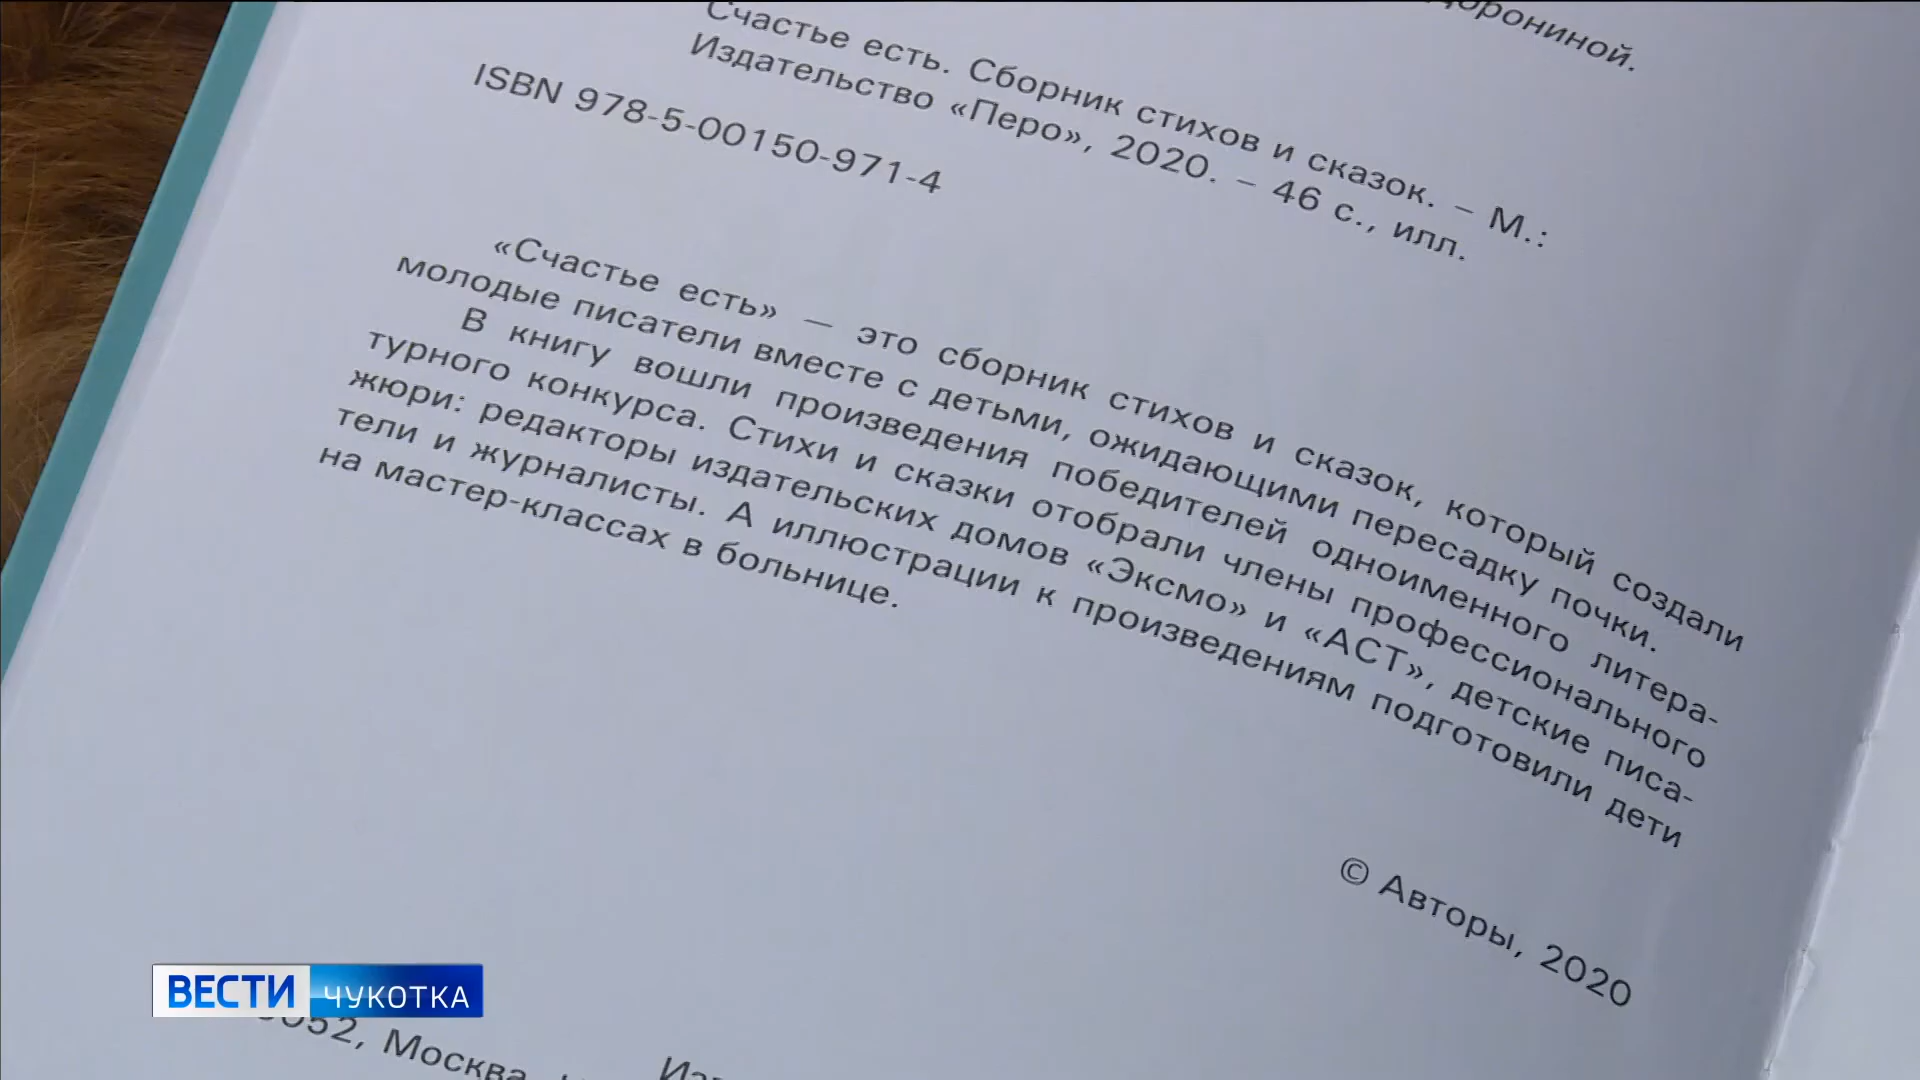 Счастье есть. Сборник стихов и сказок. – М.:
Издательство «Перо», 2020. – 46 с., илл.
ISBN 978-5-00150-971-4
«Счастье есть» — это сборник стихов и сказок, который создали
молодые писатели вместе с детьми, ожидающими пересадку почки.
В книгу вошли произведения победителей одноименного литера-
турного конкурса. Стихи и сказки отобрали члены профессионального
жюри: редакторы издательских домов «Эксмо» и «АСТ», детские писа-
тели и журналисты. А иллюстрации к произведениям подготовили дети
на мастер-классах в больнице.
© Авторы, 2020
ВЕСТИ ЧУКОТКА
Москва